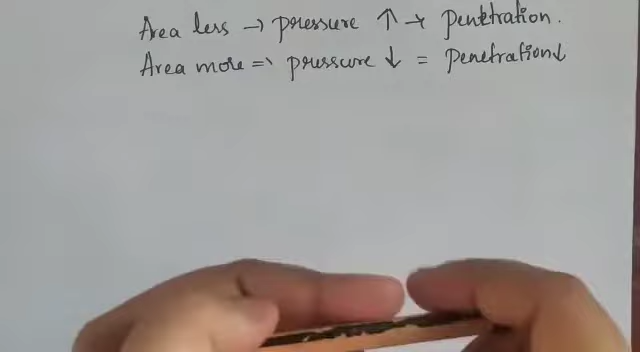 Area less → pressure ↑ → penetration.
Area more ⇒ pressure ↓ = penetration↓